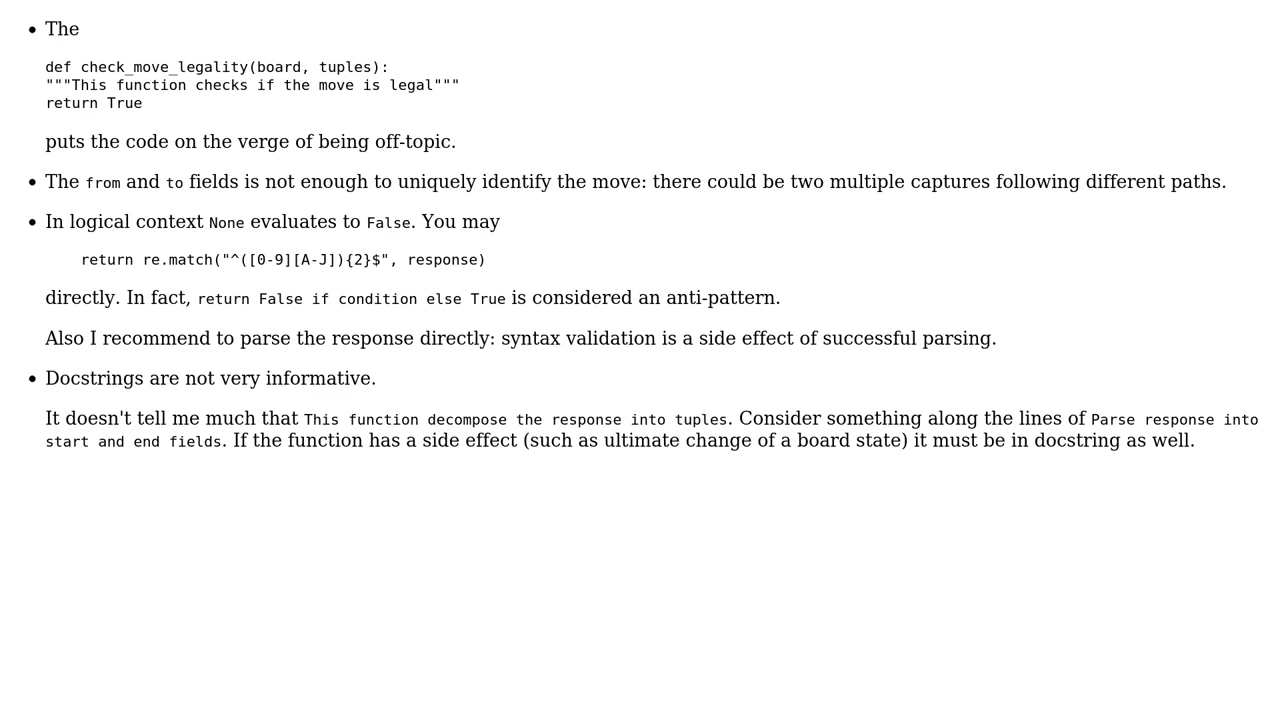 • The
def check_move_legality(board, tuples):
"""This function checks if the move is legal"""
return True
puts the code on the verge of being off-topic.
• The from and to fields is not enough to uniquely identify the move: there could be two multiple captures following different paths.
• In logical context None evaluates to False. You may
return re.match("^([0-9][A-J]){2}$", response)
directly. In fact, return False if condition else True is considered an anti-pattern.
Also I recommend to parse the response directly: syntax validation is a side effect of successful parsing.
• Docstrings are not very informative.
It doesn't tell me much that This function decompose the response into tuples. Consider something along the lines of Parse response into
start and end fields. If the function has a side effect (such as ultimate change of a board state) it must be in docstring as well.